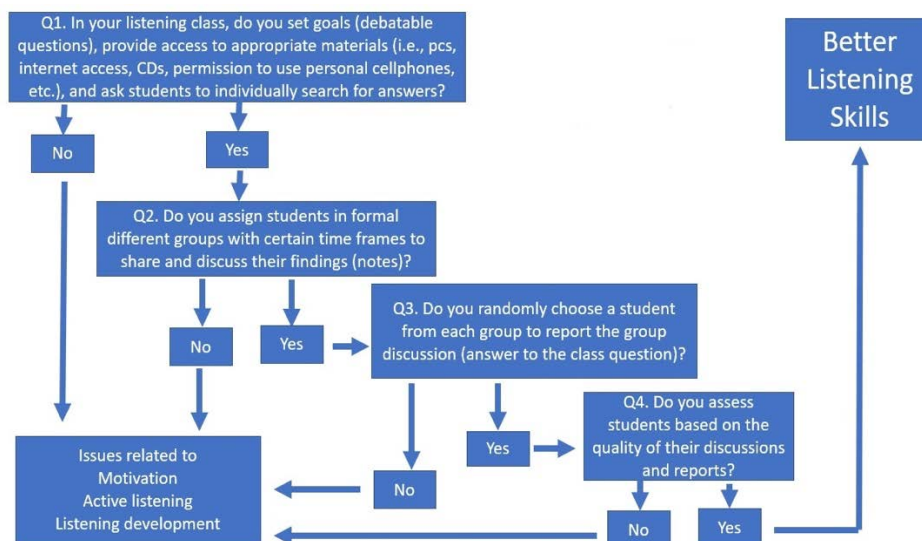 Q1. In your listening class, do you set goals (debatable
questions), provide access to appropriate materials (i.e., pcs,
internet access, CDs, permission to use personal cellphones,
etc.), and ask students to individually search for answers?
Better
Listening
Skills
No
Yes
Q2. Do you assign students in formal
different groups with certain time frames to
share and discuss their findings (notes)?
No
Yes
Q3. Do you randomly choose a student
from each group to report the group
discussion (answer to the class question)?
No
Yes
Q4. Do you assess
students based on the
quality of their discussions
and reports?
No
Yes
Issues related to
Motivation
Active listening
Listening development